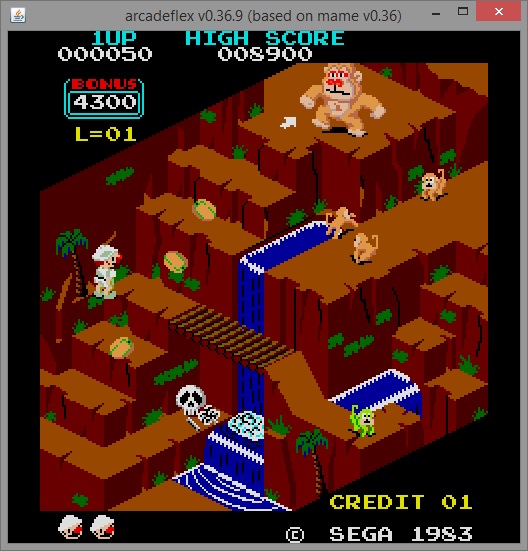 arcadeflex v0.36.9 (based on mame v0.36)
1UP HIGH SCORE
000050 008900
BONUS
4300
L=01
CREDIT 01
© SEGA 1983